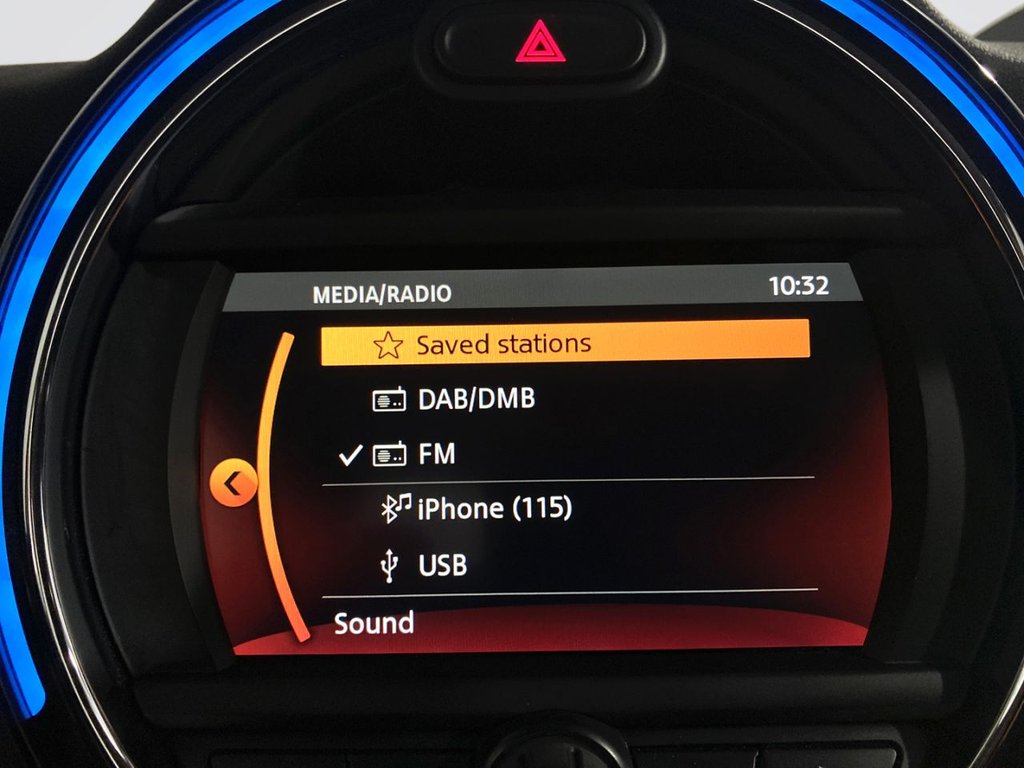 MEDIA/RADIO 10:32
Saved stations
DAB/DMB
FM
iPhone (115)
USB
Sound